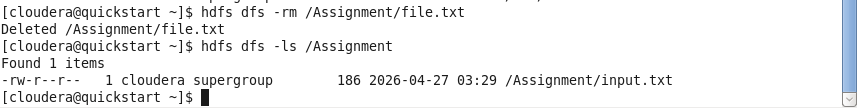 [cloudera@quickstart ~]$ hdfs dfs -rm /Assignment/file.txt
Deleted /Assignment/file.txt
[cloudera@quickstart ~]$ hdfs dfs -ls /Assignment
Found 1 items
-rw-r--r--   1 cloudera supergroup        186 2026-04-27 03:29 /Assignment/input.txt
[cloudera@quickstart ~]$